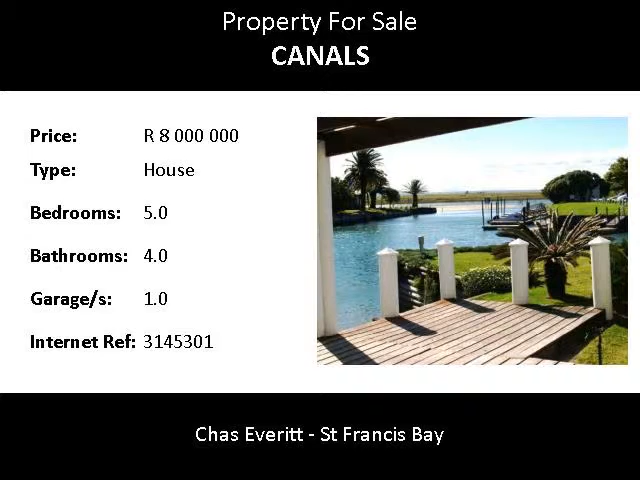 Property For Sale
CANALS
Price: R 8 000 000
Type: House
Bedrooms: 5.0
Bathrooms: 4.0
Garage/s: 1.0
Internet Ref: 3145301
Chas Everitt - St Francis Bay